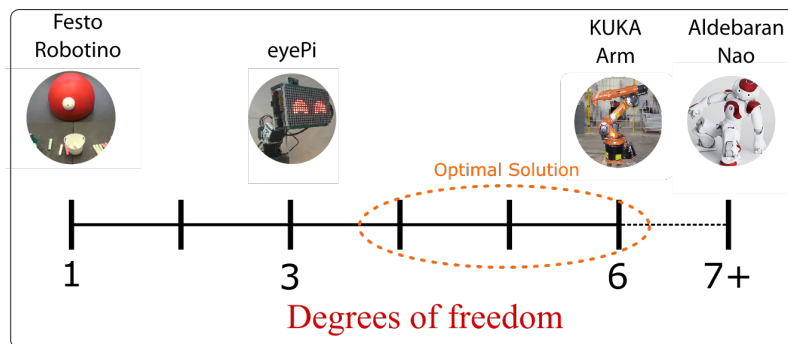 Festo
Robotino
eyePi
KUKA
Arm
Aldebaran
Nao
Optimal Solution
1
3
6
7+
Degrees of freedom